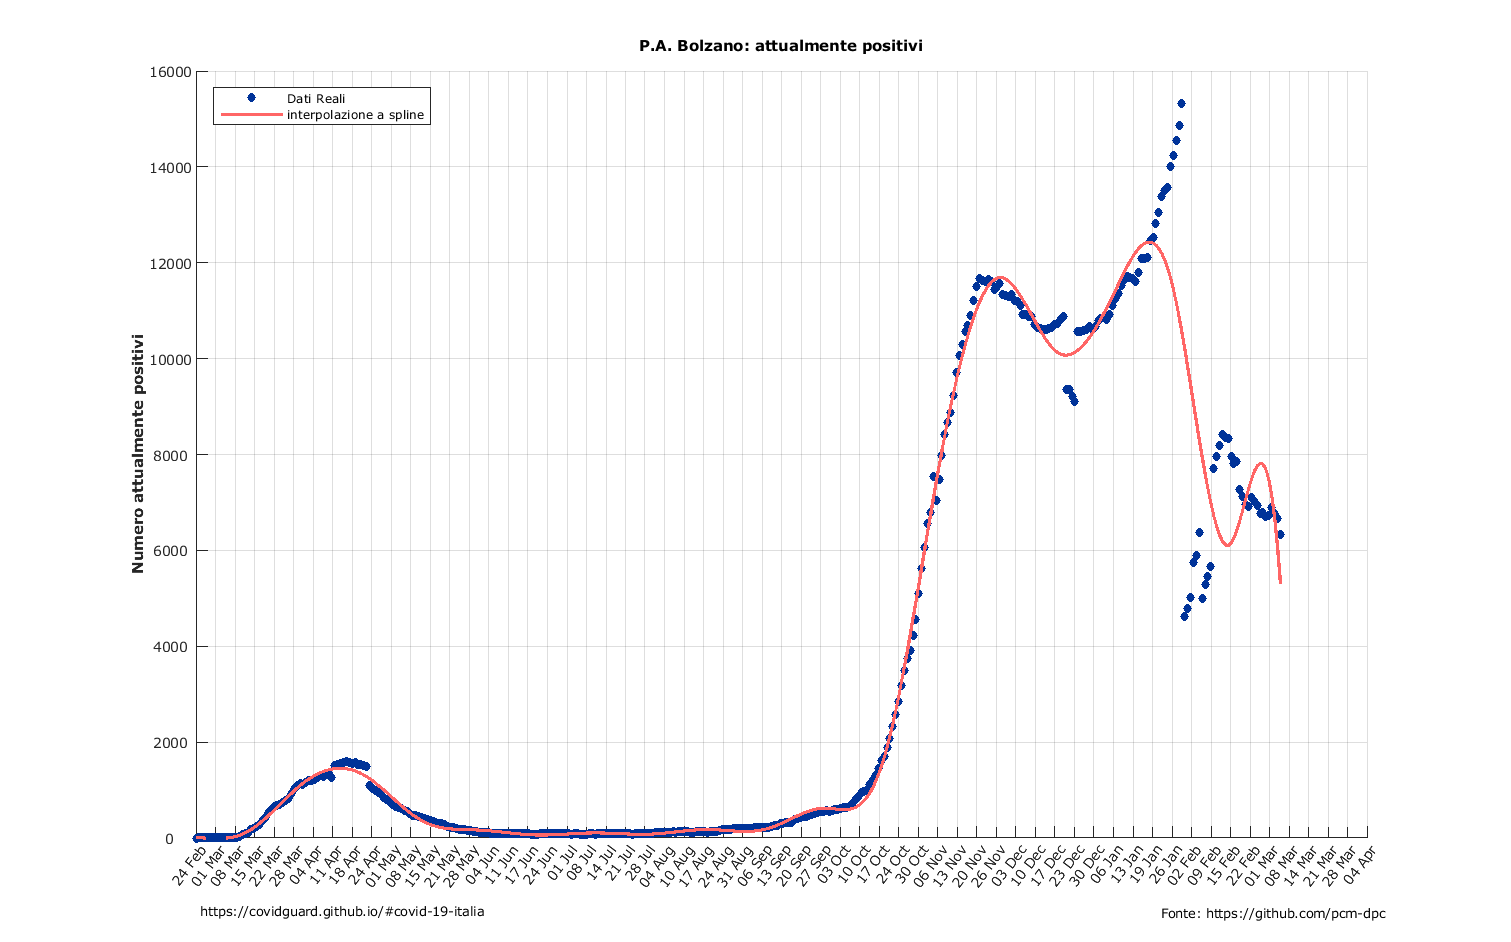 P.A. Bolzano: attualmente positivi
16000
Dati Reali
interpolazione a spline
14000
12000
10000
8000
6000
4000
2000
0
Numero attualmente positivi
24 Feb
01 Mar
08 Mar
15 Mar
22 Mar
28 Mar
04 Apr
11 Apr
18 Apr
24 Apr
01 May
08 May
15 May
21 May
28 May
04 Jun
11 Jun
17 Jun
24 Jun
01 Jul
08 Jul
14 Jul
21 Jul
28 Jul
04 Aug
10 Aug
17 Aug
24 Aug
31 Aug
06 Sep
13 Sep
20 Sep
27 Sep
03 Oct
10 Oct
17 Oct
24 Oct
30 Oct
06 Nov
13 Nov
20 Nov
26 Nov
03 Dec
10 Dec
17 Dec
23 Dec
30 Dec
06 Jan
13 Jan
19 Jan
26 Jan
02 Feb
09 Feb
15 Feb
22 Feb
01 Mar
08 Mar
14 Mar
21 Mar
28 Mar
04 Apr
https://covidguard.github.io/#covid-19-italia
Fonte: https://github.com/pcm-dpc